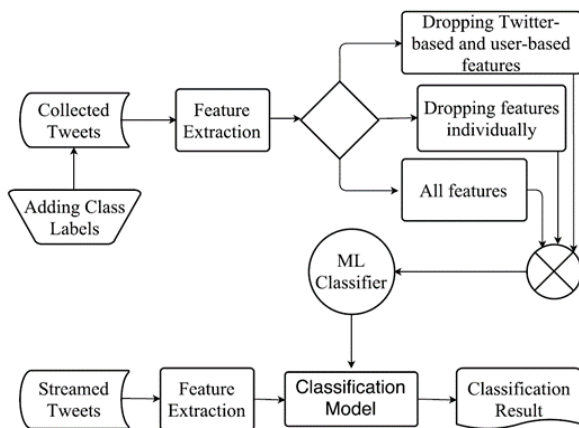 Dropping Twitter-
based and user-based
features
Collected
Tweets
Feature
Extraction
Dropping features
individually
All features
Adding Class
Labels
ML
Classifier
Streamed
Tweets
Feature
Extraction
Classification
Model
Classification
Result